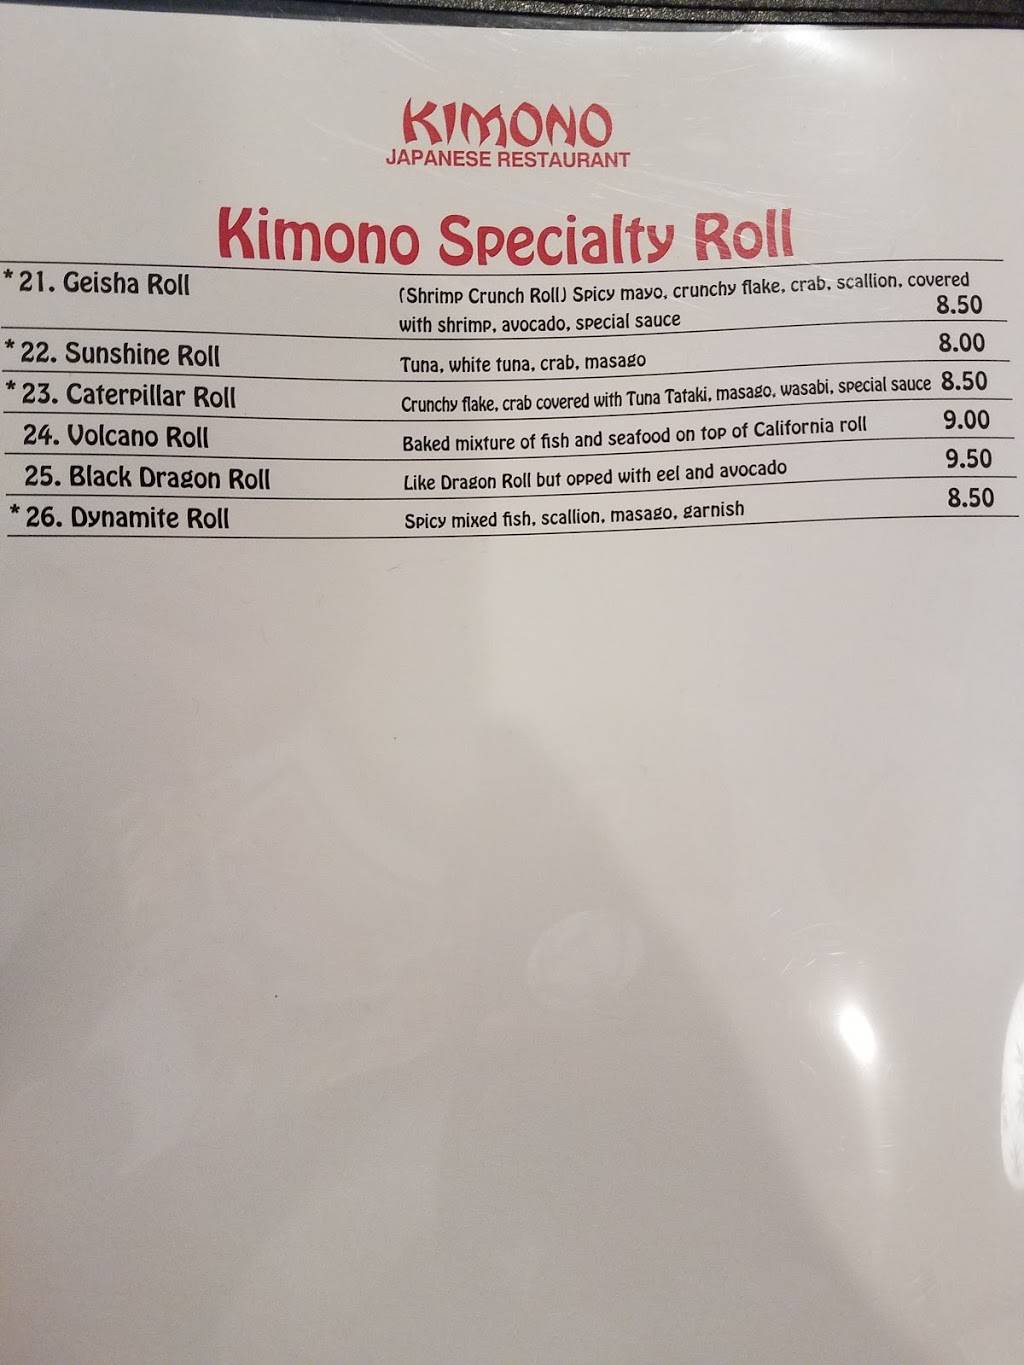 KIMONO
JAPANESE RESTAURANT
Kimono Specialty Roll
* 21. Geisha Roll (Shrimp Crunch Roll) Spicy mayo, crunchy flake, crab, scallion, covered
with shrimp, avocado, special sauce 8.50
* 22. Sunshine Roll Tuna, white tuna, crab, masago 8.00
* 23. Caterpillar Roll Crunchy flake, crab covered with Tuna Tataki, masago, wasabi, special sauce 8.50
24. Volcano Roll Baked mixture of fish and seafood on top of California roll 9.00
25. Black Dragon Roll Like Dragon Roll but opped with eel and avocado 9.50
* 26. Dynamite Roll Spicy mixed fish, scallion, masago, garnish 8.50